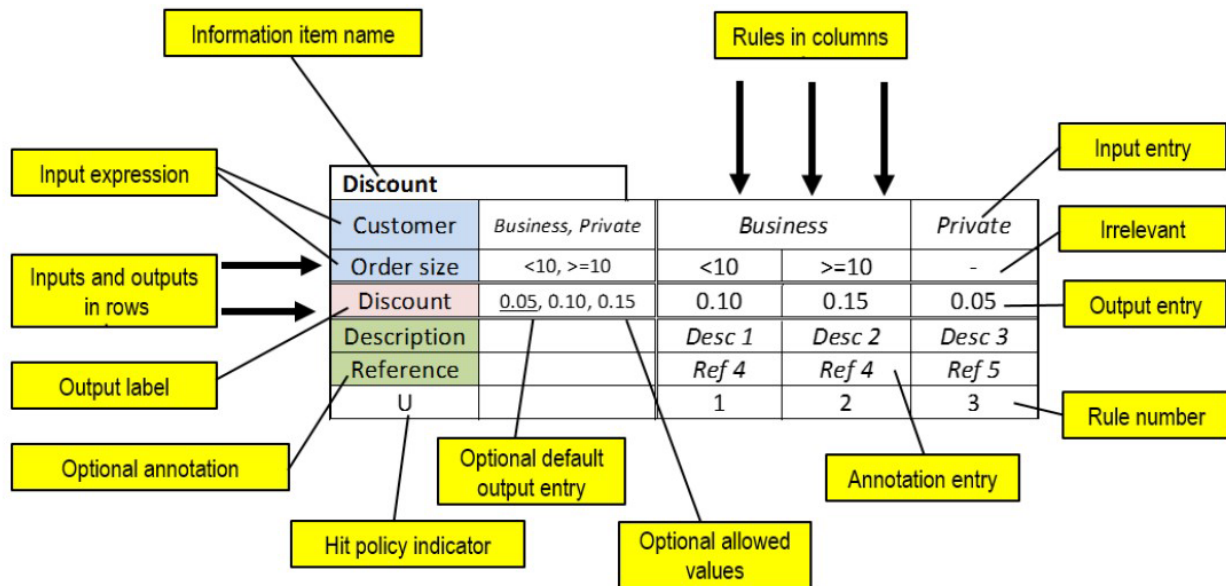 Information item name
Rules in columns
Input expression
Input entry
Discount
Customer Business, Private Business Private
Irrelevant
Order size <10, >=10 <10 >=10 -
Inputs and outputs
in rows
Discount 0.05, 0.10, 0.15 0.10 0.15 0.05
Output entry
Description Desc 1 Desc 2 Desc 3
Output label
Reference Ref 4 Ref 4 Ref 5
U 1 2 3
Rule number
Optional annotation
Optional default
output entry
Annotation entry
Hit policy indicator
Optional allowed
values